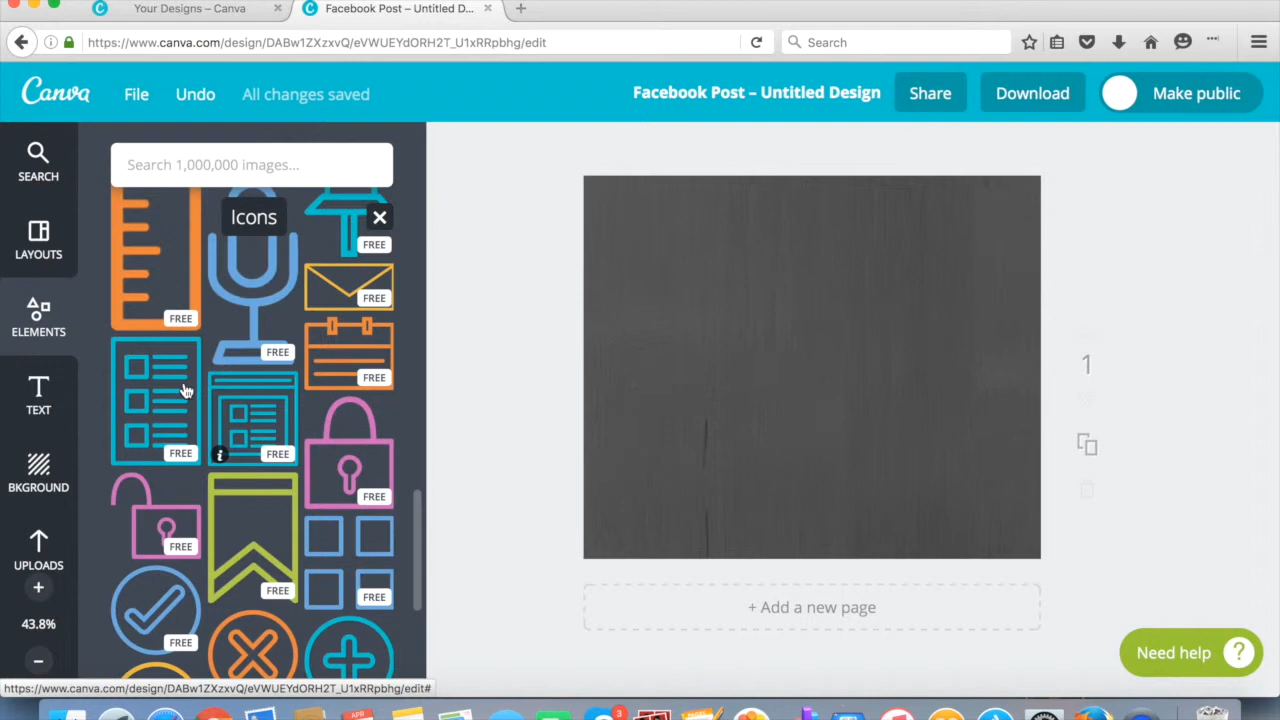 Your Designs – Canva
Facebook Post – Untitled D...
https://www.canva.com/design/DABw1ZXzxvQ/eVWUEYdORH2T_U1xRRpbhg/edit
Search
Canva
File
Undo
All changes saved
Facebook Post – Untitled Design
Share
Download
Make public
SEARCH
LAYOUTS
ELEMENTS
TEXT
BKGROUND
UPLOADS
+
43.8%
–
Search 1,000,000 images...
Icons
FREE
FREE
FREE
FREE
FREE
FREE
FREE
FREE
FREE
FREE
FREE
FREE
1
+ Add a new page
Need help ?
https://www.canva.com/design/DABw1ZXzxvQ/eVWUEYdORH2T_U1xRRpbhg/edit#
APR
3